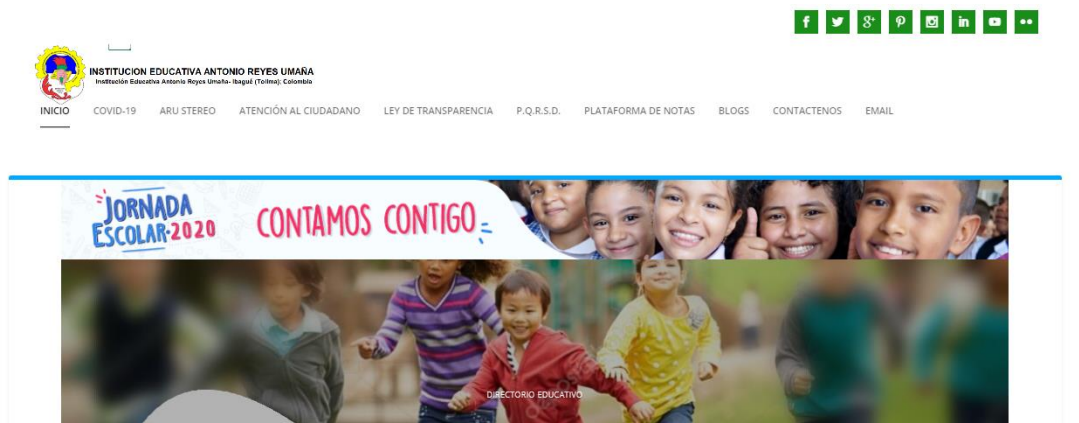 INSTITUCION EDUCATIVA ANTONIO REYES UMAÑA
Institución Educativa Antonio Reyes Umaña- Ibagué (Tolima); Colombia
INICIO COVID-19 ARU STEREO ATENCIÓN AL CIUDADANO LEY DE TRANSPARENCIA P.Q.R.S.D. PLATAFORMA DE NOTAS BLOGS CONTACTENOS EMAIL
JORNADA
ESCOLAR·2020
CONTAMOS CONTIGO
DIRECTORIO EDUCATIVO